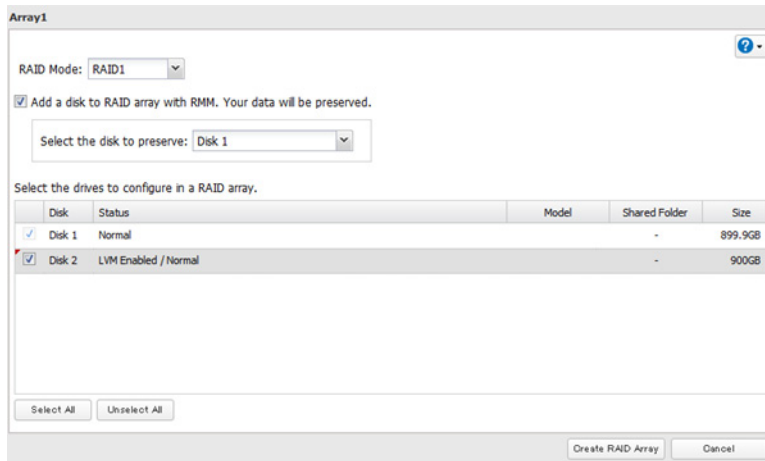 Array1
RAID Mode: RAID1
Add a disk to RAID array with RMM. Your data will be preserved.
Select the disk to preserve: Disk 1
Select the drives to configure in a RAID array.
Disk Status Model Shared Folder Size
Disk 1 Normal - 899.9GB
Disk 2 LVM Enabled / Normal - 900GB
Select All Unselect All
Create RAID Array Cancel